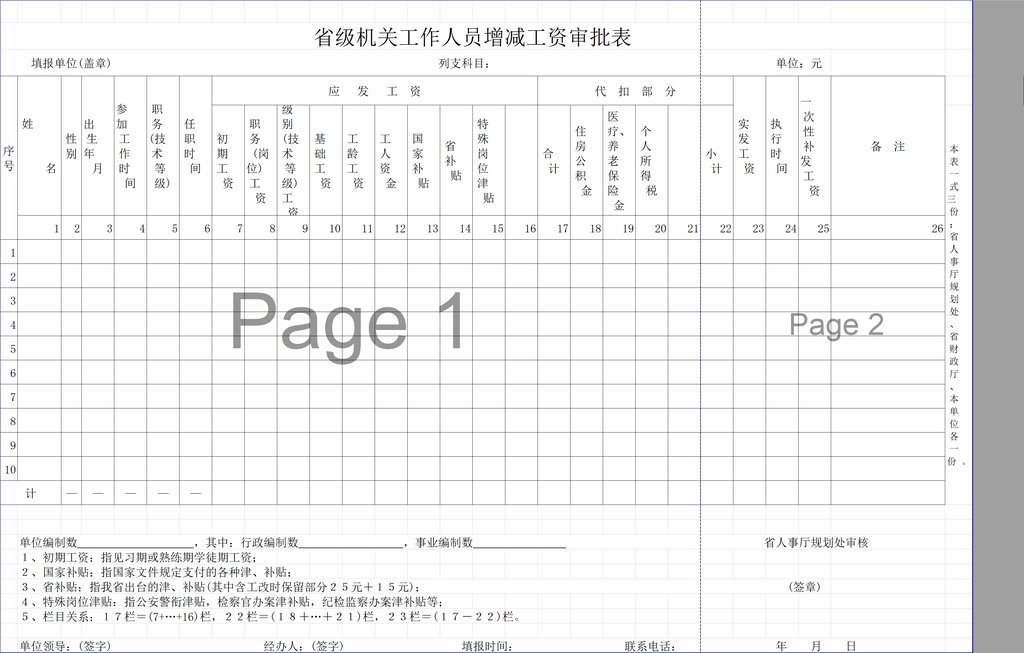 省级机关工作人员增减工资审批表
填报单位(盖章) 列支科目: 单位：元
序号 姓名 性别 出生年月 参加工作时间 职务(技术等级) 任职时间 应发工资 代扣部分 实发工资 执行时间 一次性补发工资 备注
初期工资 职务(岗位)工资 级别(技术等级)工资 基础工资 工龄工资 工人资金 国家补贴 省补贴 特殊岗位津贴 合计 住房公积金 医疗、养老保险金 个人所得税 小计
1 2 3 4 5 6 7 8 9 10 11 12 13 14 15 16 17 18 19 20 21 22 23 24 25 26
1
2
3
4
5
6
7
8
9
10
计 — — — — —
Page 1
Page 2
本表一式三份；省人事厅规划处、省财政厅、本单位各一份。
单位编制数＿＿＿＿，其中：行政编制数＿＿＿＿，事业编制数＿＿＿＿ 省人事厅规划处审核
１、初期工资：指见习期或熟练期学徒期工资；
２、国家补贴：指国家文件规定支付的各种津、补贴；
３、省补贴：指我省出台的津、补贴(其中含工改时保留部分２５元＋１５元)； (签章)
４、特殊岗位津贴：指公安警衔津贴，检察官办案津补贴，纪检监察办案津补贴等；
５、栏目关系：１７栏＝(7+…+16)栏，２２栏＝(１８＋…＋２１)栏，２３栏＝(１７－２２)栏。
单位领导：(签字) 经办人：(签字) 填报时间： 联系电话： 年 月 日